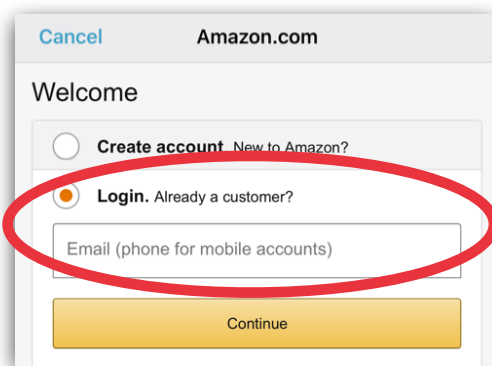 Cancel Amazon.com
Welcome
Create account. New to Amazon?
Login. Already a customer?
Email (phone for mobile accounts)
Continue